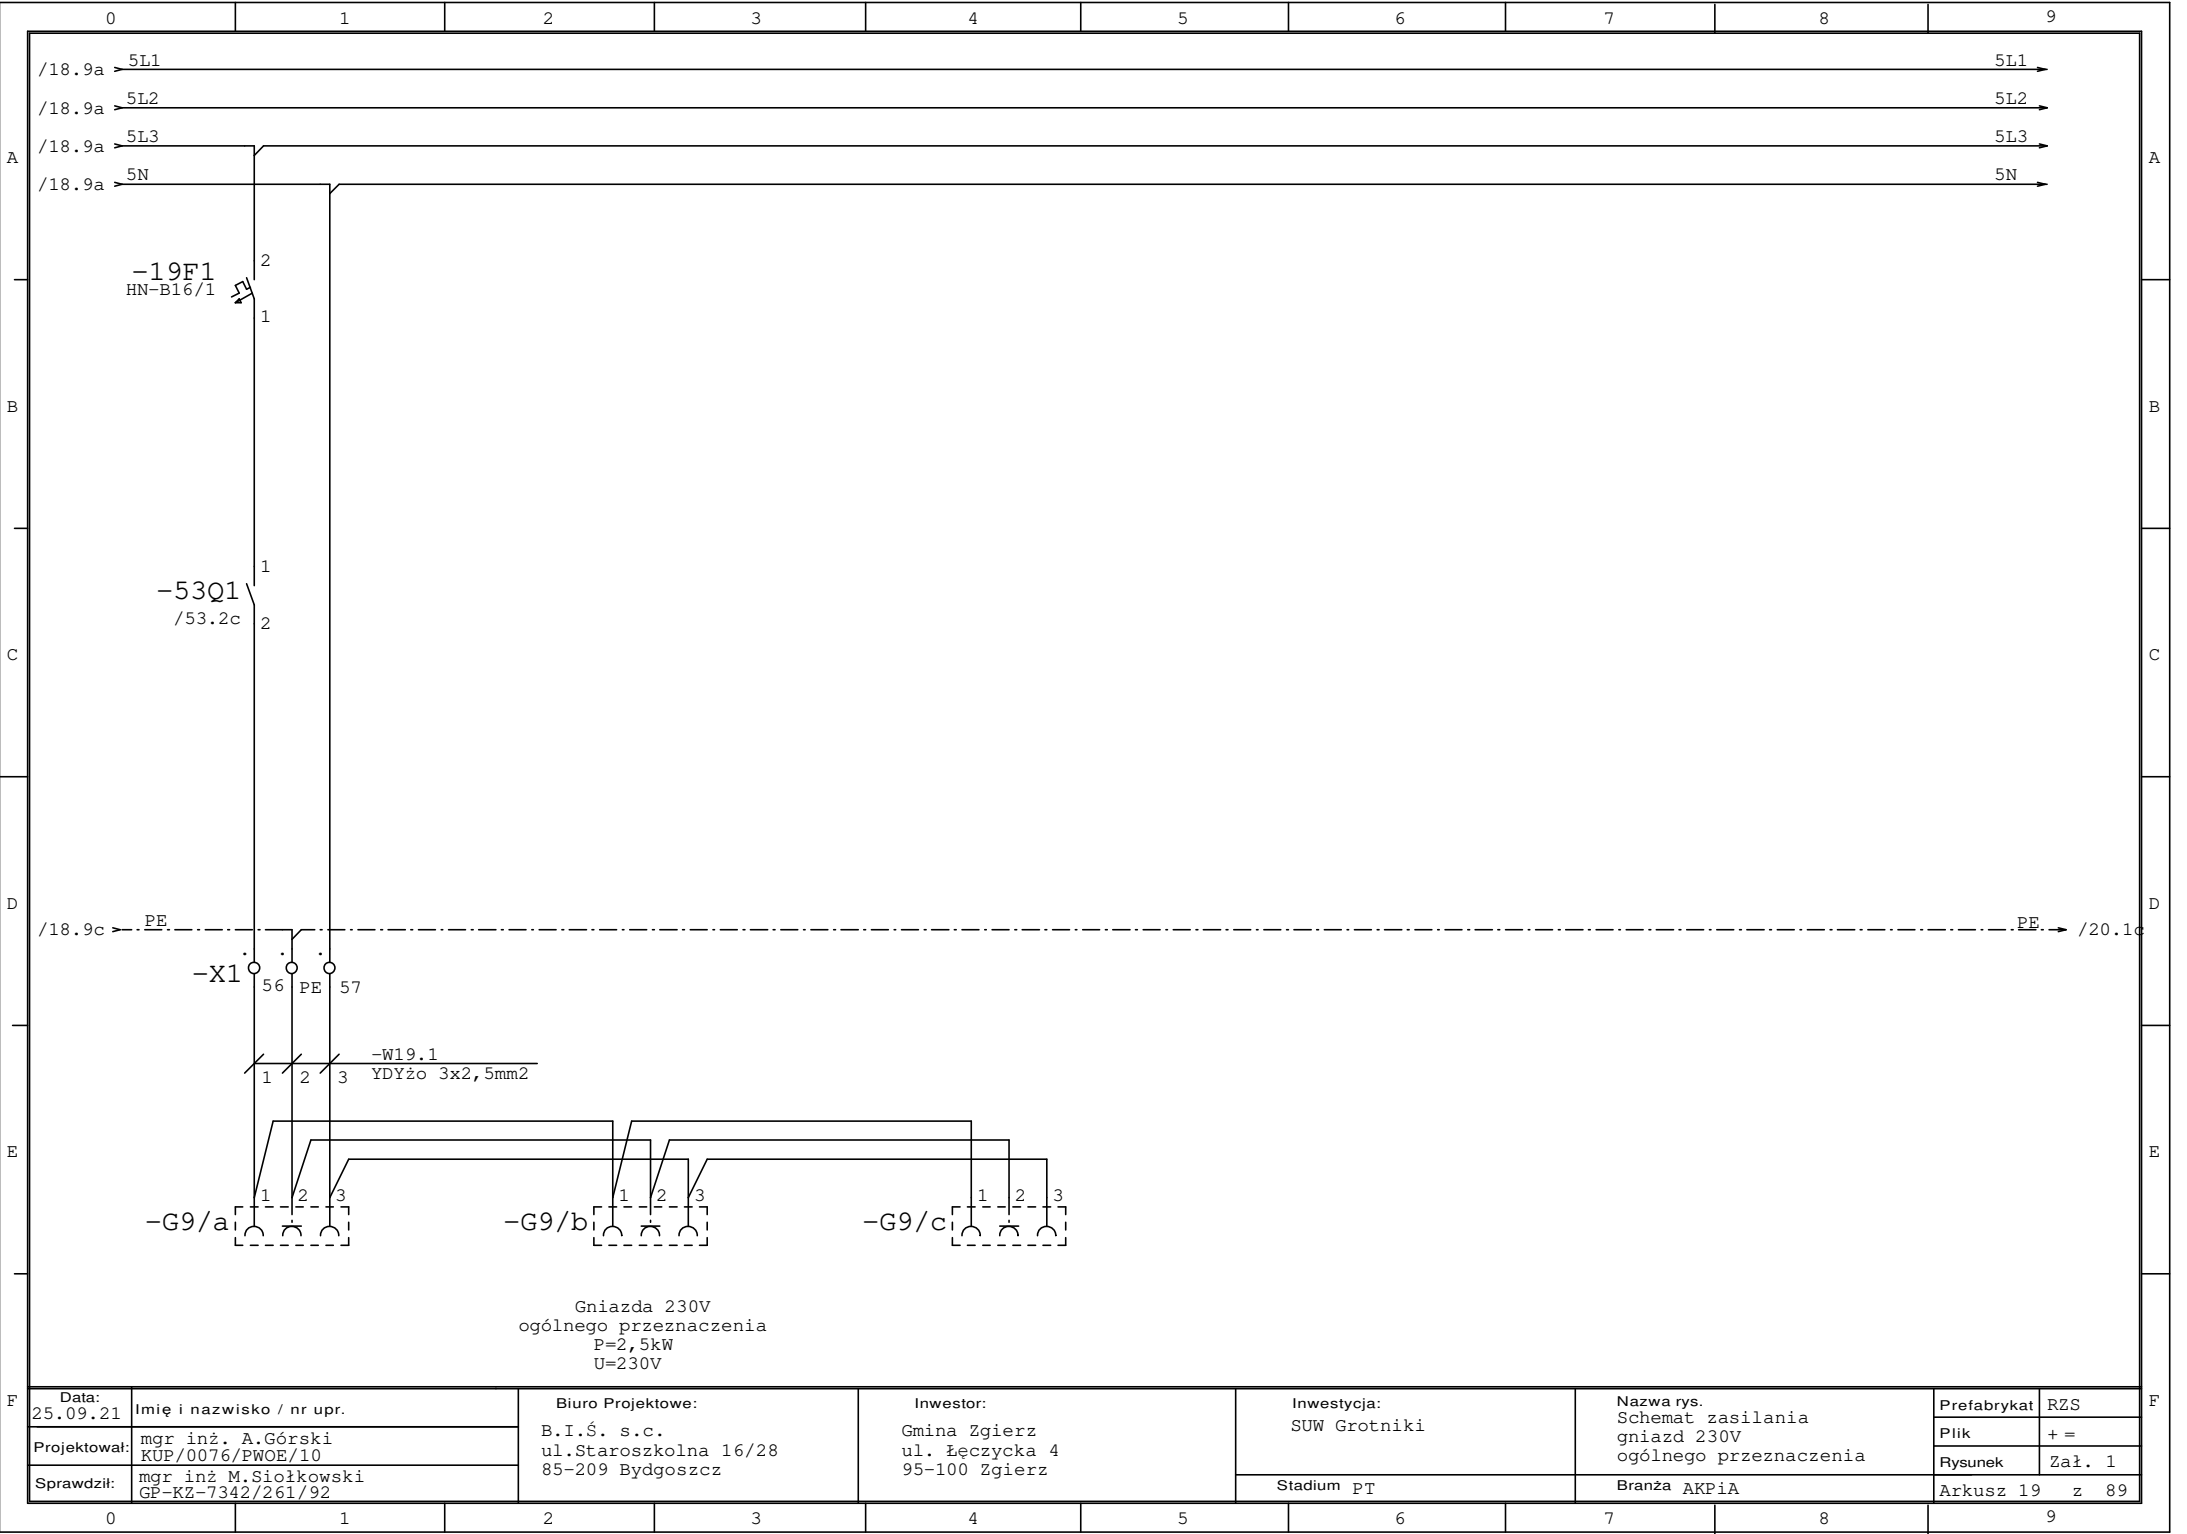 0 1 2 3 4 5 6 7 8 9
/18.9a 5L1 5L1
/18.9a 5L2 5L2
A /18.9a 5L3 5L3 A
/18.9a 5N 5N
2
-19F1
HN-B16/1
1
B B
1
-53Q1
/53.2c 2
C C
D D
/18.9c PE PE /20.1c
-X1 56 PE 57
-W19.1
1 2 3 YDYżo 3x2,5mm2
E E
1 2 3 1 2 3 1 2 3
-G9/a -G9/b -G9/c
Gniazda 230V
ogólnego przeznaczenia
P=2,5kW
U=230V
F F
Data:
25.09.21
Imię i nazwisko / nr upr.
Projektował:
mgr inż. A.Górski
KUP/0076/PWOE/10
Sprawdził:
mgr inż M.Siołkowski
GP-KZ-7342/261/92
Biuro Projektowe:
B.I.Ś. s.c.
ul.Staroszkolna 16/28
85-209 Bydgoszcz
Inwestor:
Gmina Zgierz
ul. Łęczycka 4
95-100 Zgierz
Inwestycja:
SUW Grotniki
Stadium PT
Nazwa rys.
Schemat zasilania
gniazd 230V
ogólnego przeznaczenia
Branża AKPiA
Prefabrykat RZS
Plik + =
Rysunek Zał. 1
Arkusz 19 z 89
0 1 2 3 4 5 6 7 8 9